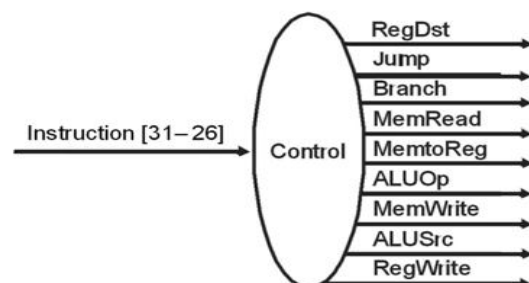 RegDst
Jump
Branch
MemRead
Instruction [31–26]
Control
MemtoReg
ALUOp
MemWrite
ALUSrc
RegWrite